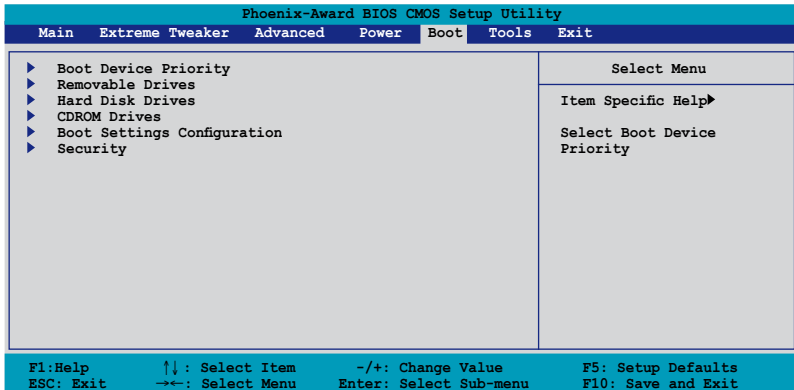 Phoenix-Award BIOS CMOS Setup Utility
Main Extreme Tweaker Advanced Power Boot Tools Exit
Boot Device Priority
Removable Drives
Hard Disk Drives
CDROM Drives
Boot Settings Configuration
Security
Select Menu
Item Specific Help
Select Boot Device
Priority
F1:Help ↑↓ : Select Item -/+: Change Value F5: Setup Defaults
ESC: Exit →←: Select Menu Enter: Select Sub-menu F10: Save and Exit